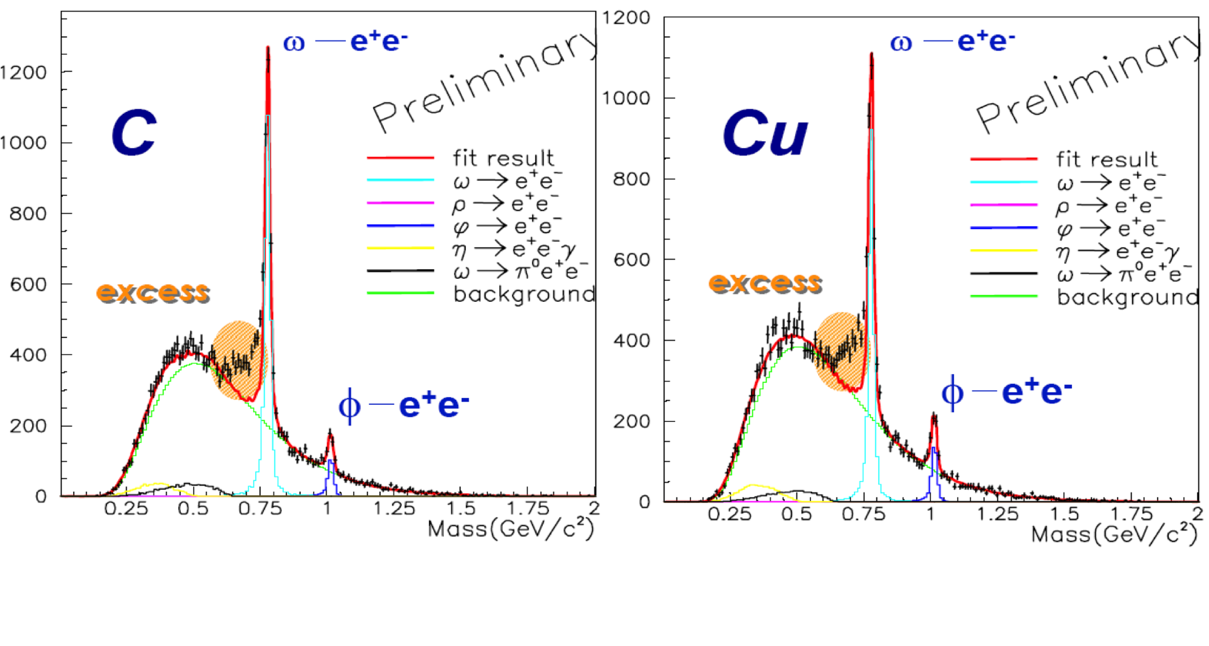 ω — e⁺e⁻
Preliminary
C
fit result
ω → e⁺e⁻
ρ → e⁺e⁻
φ → e⁺e⁻
η → e⁺e⁻γ
ω → π⁰e⁺e⁻
background
excess
ϕ — e⁺e⁻
1200
1000
800
600
400
200
0
0.25 0.5 0.75 1 1.25 1.5 1.75 2
Mass(GeV/c²)
ω — e⁺e⁻
Preliminary
Cu
fit result
ω → e⁺e⁻
ρ → e⁺e⁻
φ → e⁺e⁻
η → e⁺e⁻γ
ω → π⁰e⁺e⁻
background
excess
ϕ — e⁺e⁻
1200
1000
800
600
400
200
0
0.25 0.5 0.75 1 1.25 1.5 1.75 2
Mass(GeV/c²)